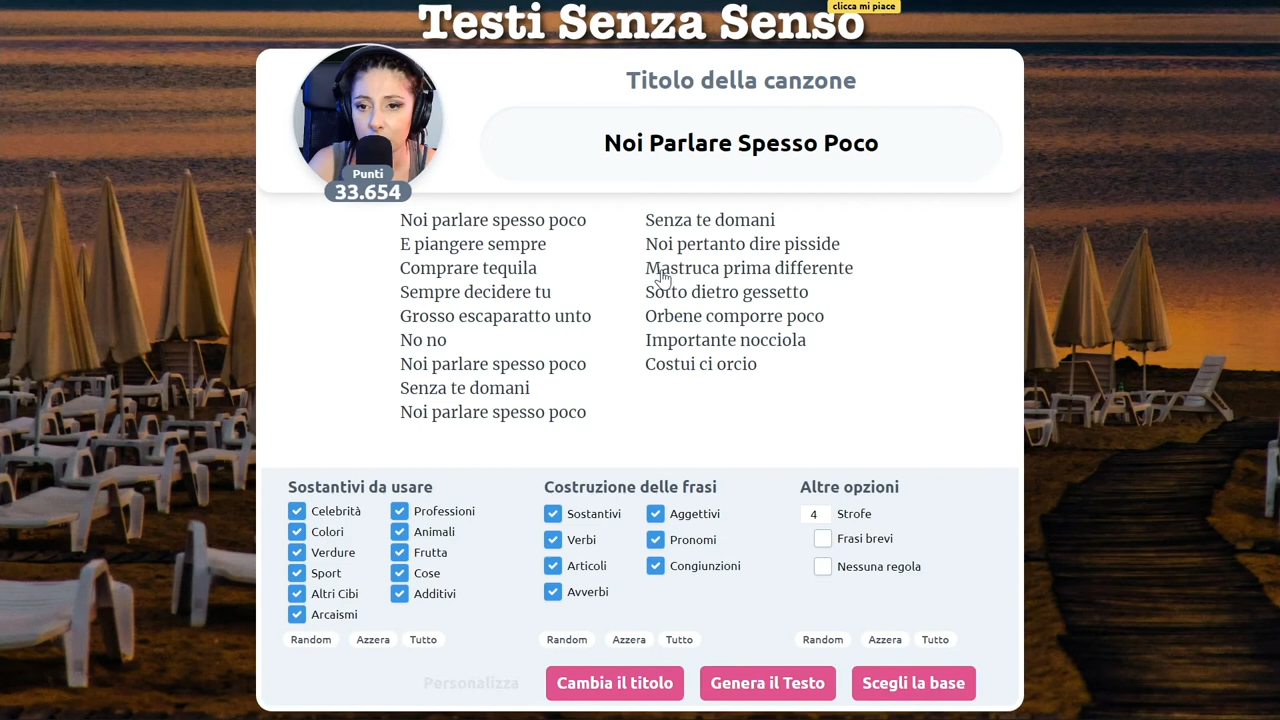 clicca mi piace
Testi Senza Senso
Titolo della canzone
Noi Parlare Spesso Poco
Punti
33.654
Noi parlare spesso poco
E piangere sempre
Comprare tequila
Sempre decidere tu
Grosso escaparatto unto
No no
Noi parlare spesso poco
Senza te domani
Noi parlare spesso poco
Senza te domani
Noi pertanto dire pisside
Mastruca prima differente
Sotto dietro gessetto
Orbene comporre poco
Importante nocciola
Costui ci orcio
Sostantivi da usare
Celebrità
Professioni
Colori
Animali
Verdure
Frutta
Sport
Cose
Altri Cibi
Additivi
Arcaismi
Random Azzera Tutto
Costruzione delle frasi
Sostantivi
Aggettivi
Verbi
Pronomi
Articoli
Congiunzioni
Avverbi
Random Azzera Tutto
Altre opzioni
4 Strofe
Frasi brevi
Nessuna regola
Random Azzera Tutto
Personalizza
Cambia il titolo
Genera il Testo
Scegli la base